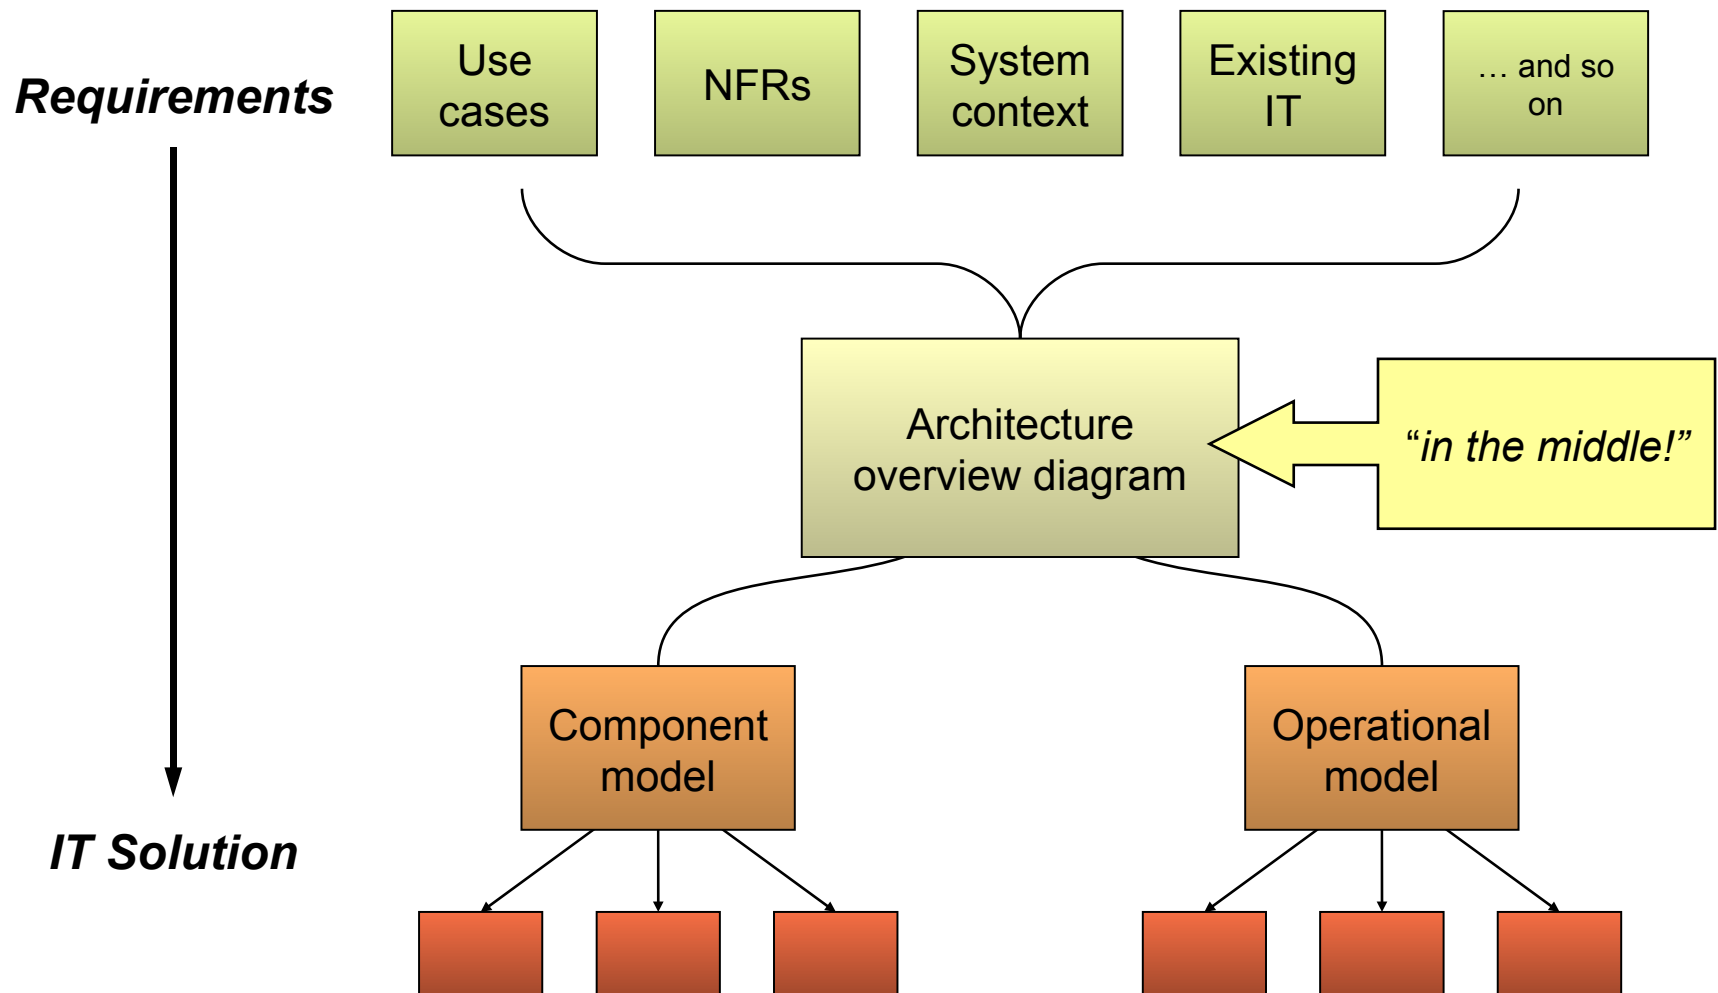 Requirements
Use
cases
NFRs
System
context
Existing
IT
… and so
on
Architecture
overview diagram
“in the middle!”
Component
model
Operational
model
IT Solution